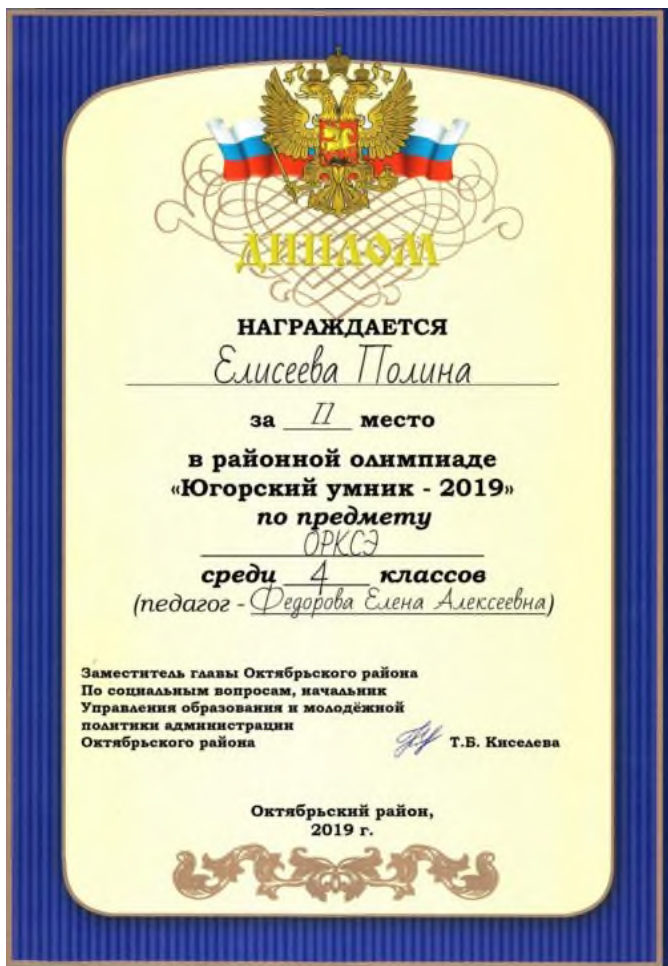 ДИПЛОМ
НАГРАЖДАЕТСЯ
Елисеева Полина
за II место
в районной олимпиаде
«Югорский умник - 2019»
по предмету
ОРКСЭ
среди 4 классов
(педагог - Федорова Елена Алексеевна)
Заместитель главы Октябрьского района
По социальным вопросам, начальник
Управления образования и молодёжной
политики администрации
Октябрьского района Т.Б. Киселева
Октябрьский район,
2019 г.